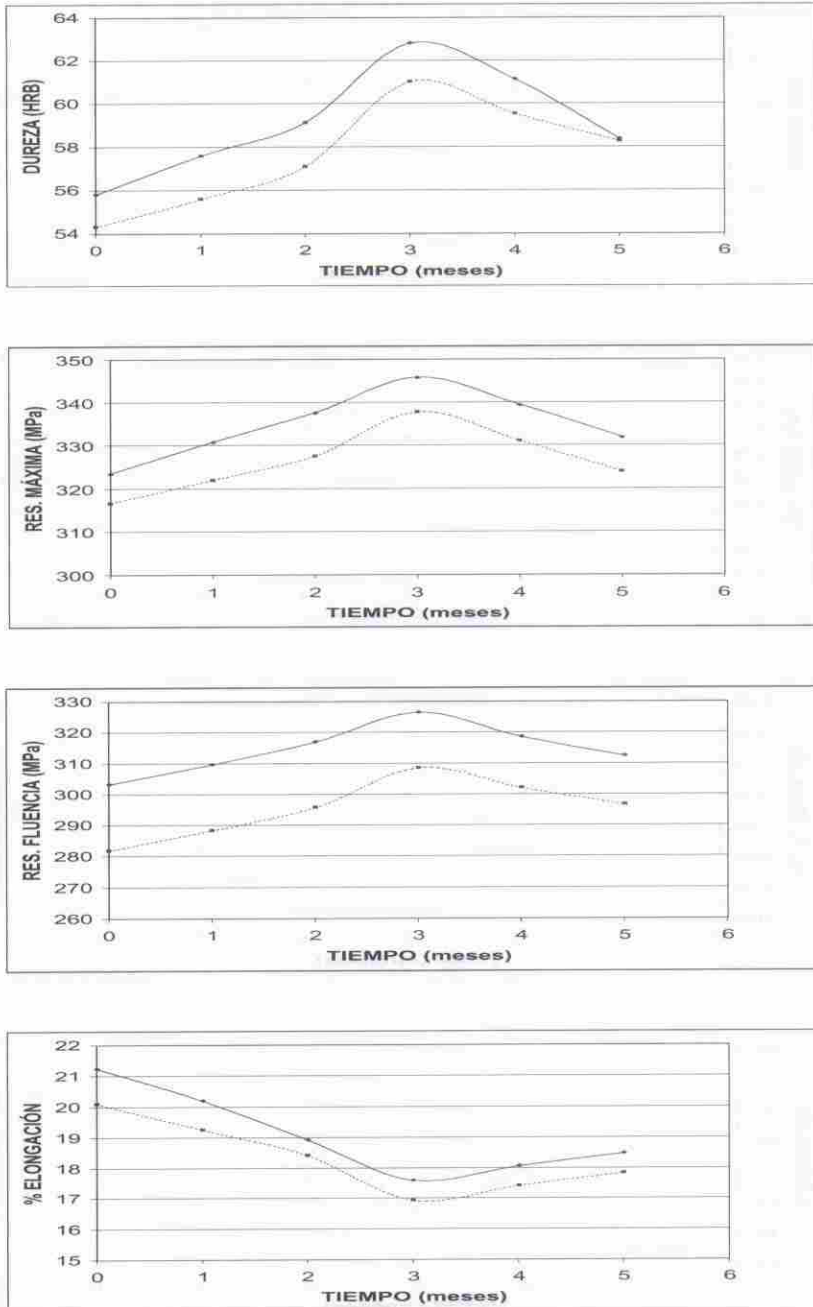 DUREZA (HRB)
64
62
60
58
56
54
0 1 2 3 4 5 6
TIEMPO (meses)
RES. MÁXIMA (MPa)
350
340
330
320
310
300
0 1 2 3 4 5 6
TIEMPO (meses)
RES. FLUENCIA (MPa)
330
320
310
300
290
280
270
260
0 1 2 3 4 5 6
TIEMPO (meses)
% ELONGACIÓN
22
21
20
19
18
17
16
15
0 1 2 3 4 5 6
TIEMPO (meses)